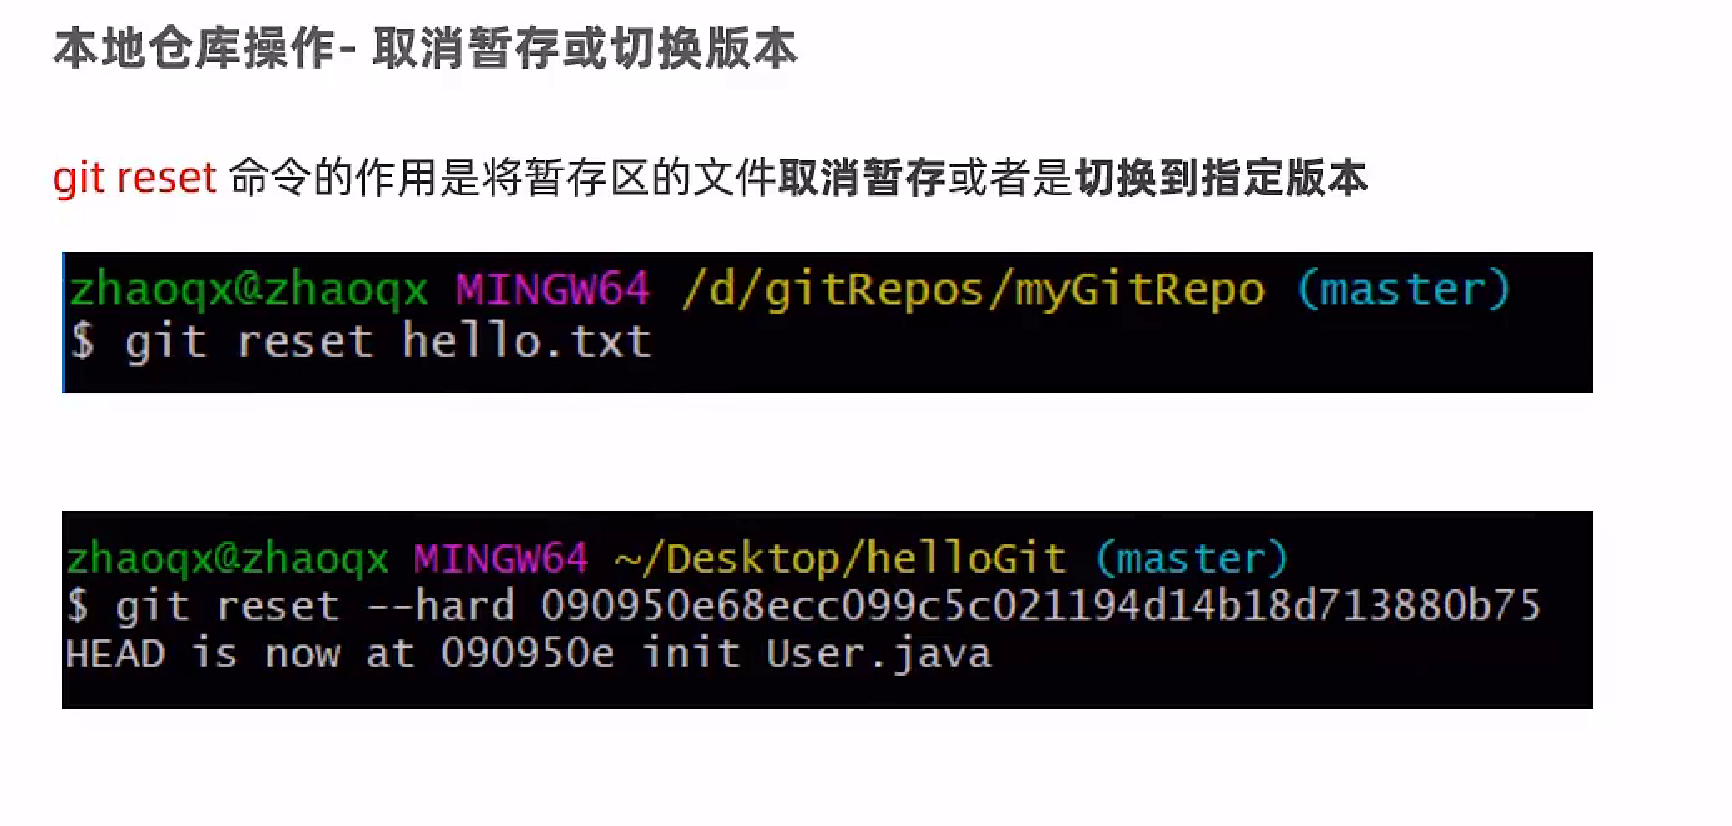 本地仓库操作- 取消暂存或切换版本
git reset 命令的作用是将暂存区的文件取消暂存或者是切换到指定版本
zhaoqx@zhaoqx MINGW64 /d/gitRepos/myGitRepo (master)
$ git reset hello.txt
zhaoqx@zhaoqx MINGW64 ~/Desktop/helloGit (master)
$ git reset --hard 090950e68ecc099c5c021194d14b18d713880b75
HEAD is now at 090950e init User.java